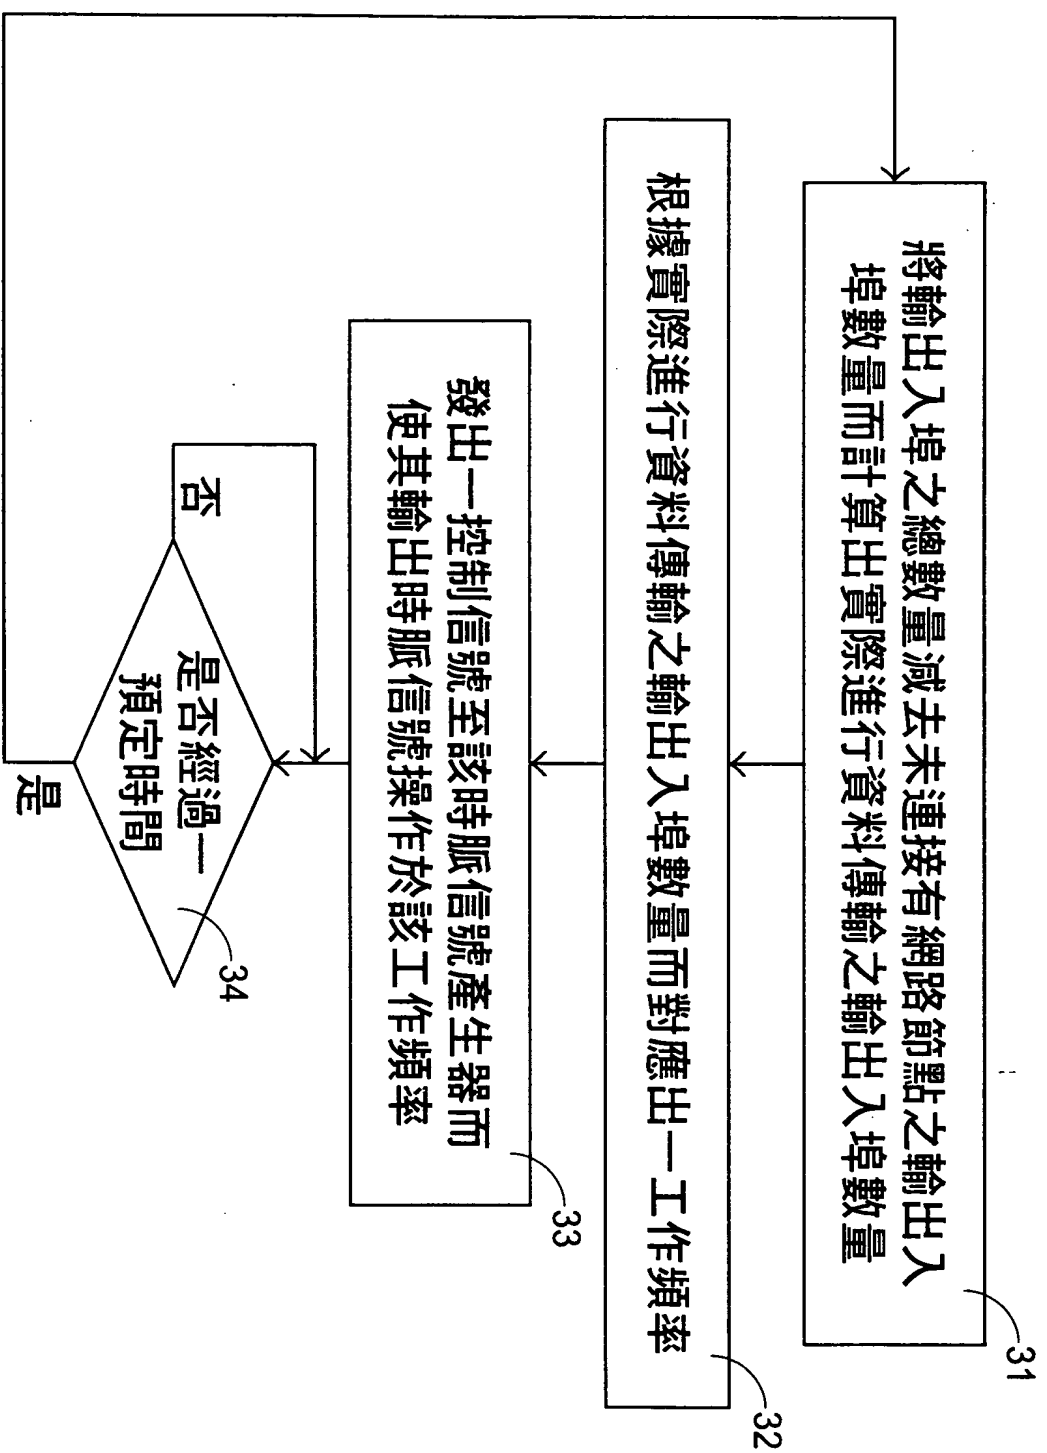 將輸出入埠之總數量減去未連接有網路節點之輸出入
埠數量而計算出實際進行資料傳輸之輸出入埠數量
31
根據實際進行資料傳輸之輸出入埠數量而對應出一工作頻率
32
發出一控制信號至該時脈信號產生器而
使其輸出時脈信號操作於該工作頻率
33
否
是否經過一
預定時間
34
是